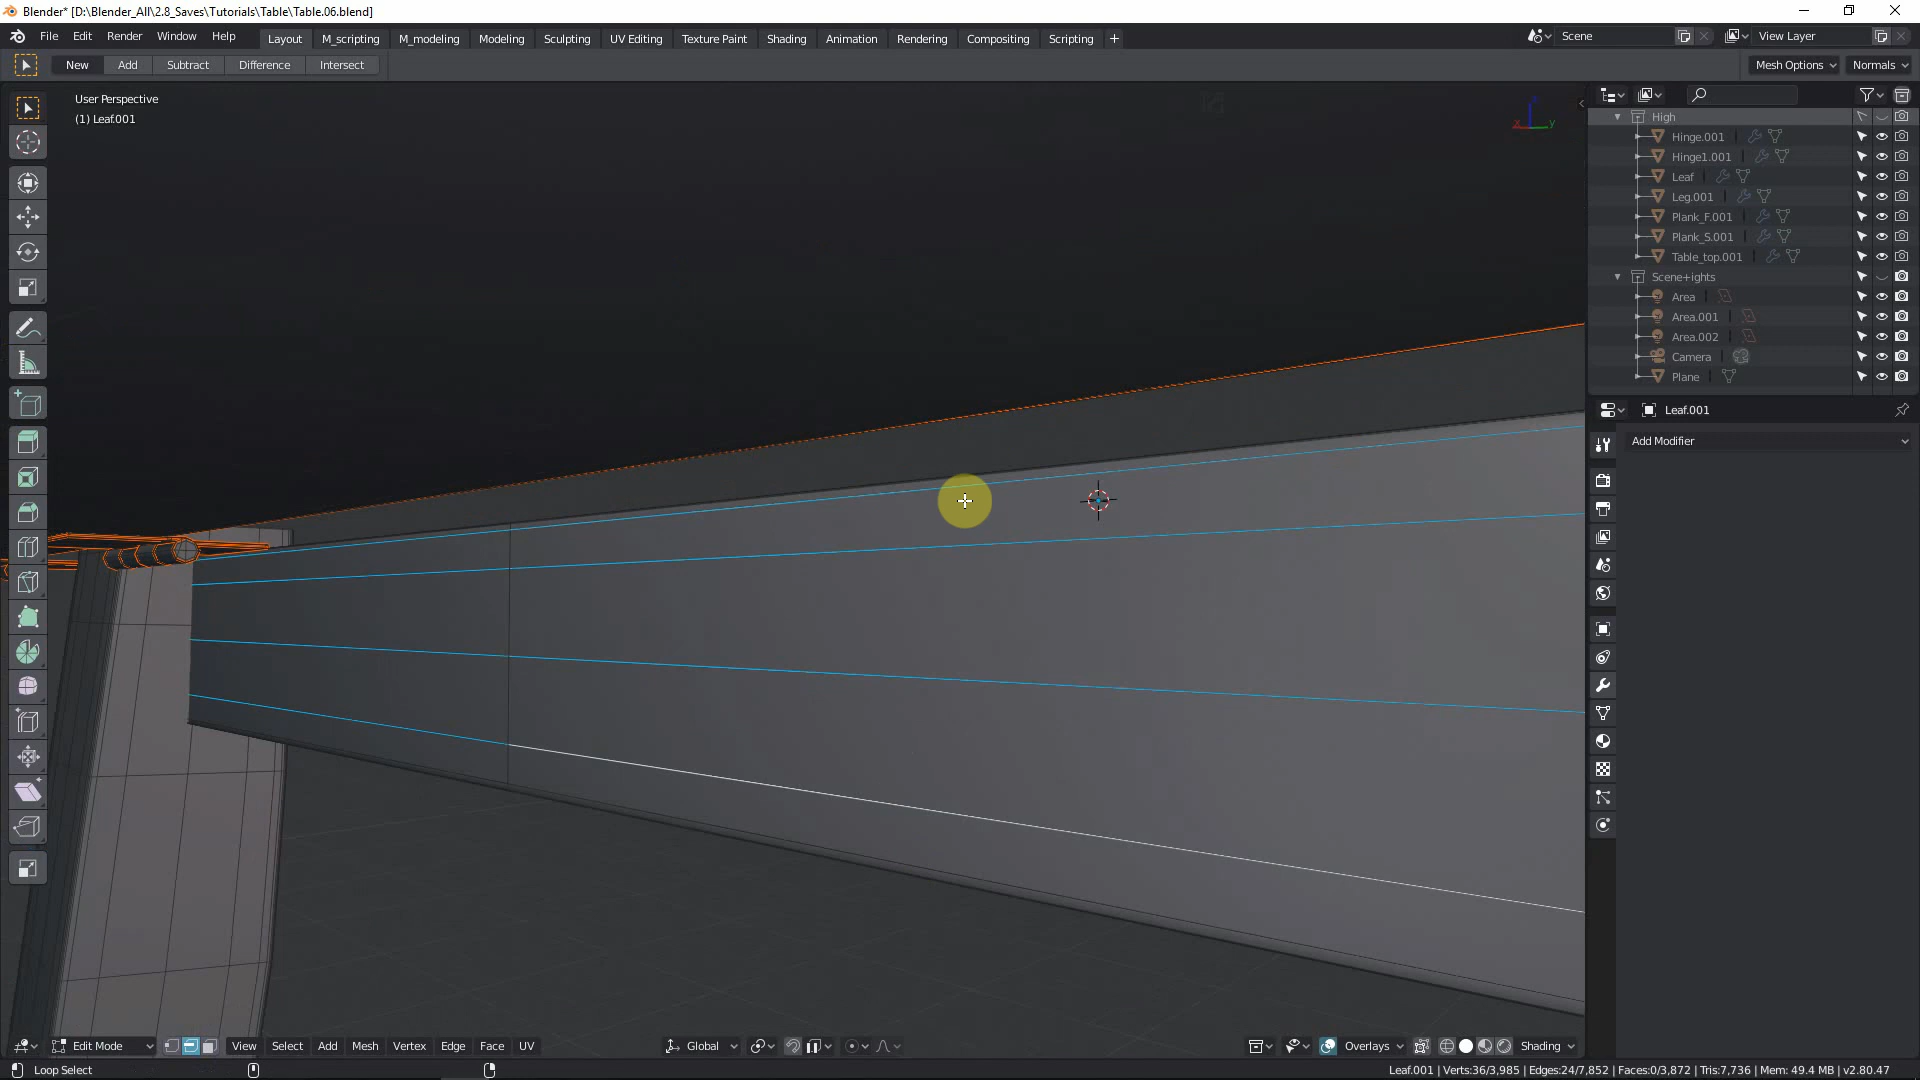 Blender* [D:\Blender_All\2.8_Saves\Tutorials\Table\Table.06.blend]
File Edit Render Window Help Layout M_scripting M_modeling Modeling Sculpting UV Editing Texture Paint Shading Animation Rendering Compositing Scripting + Scene View Layer
New Add Subtract Difference Intersect Mesh Options Normals
User Perspective
(1) Leaf.001
High
Hinge.001
Hinge1.001
Leaf
Leg.001
Plank_F.001
Plank_S.001
Table_top.001
Scene+ights
Area
Area.001
Area.002
Camera
Plane
Leaf.001
Add Modifier
Edit Mode View Select Add Mesh Vertex Edge Face UV Global Overlays Shading
Loop Select Leaf.001 | Verts:36/3,985 | Edges:24/7,852 | Faces:0/3,872 | Tris:7,736 | Mem: 49.4 MB | v2.80.47